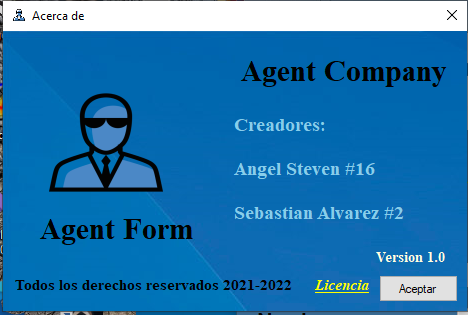 Acerca de
Agent Company
Creadores:
Angel Steven #16
Sebastian Alvarez #2
Agent Form
Version 1.0
Todos los derechos reservados 2021-2022
Licencia
Aceptar